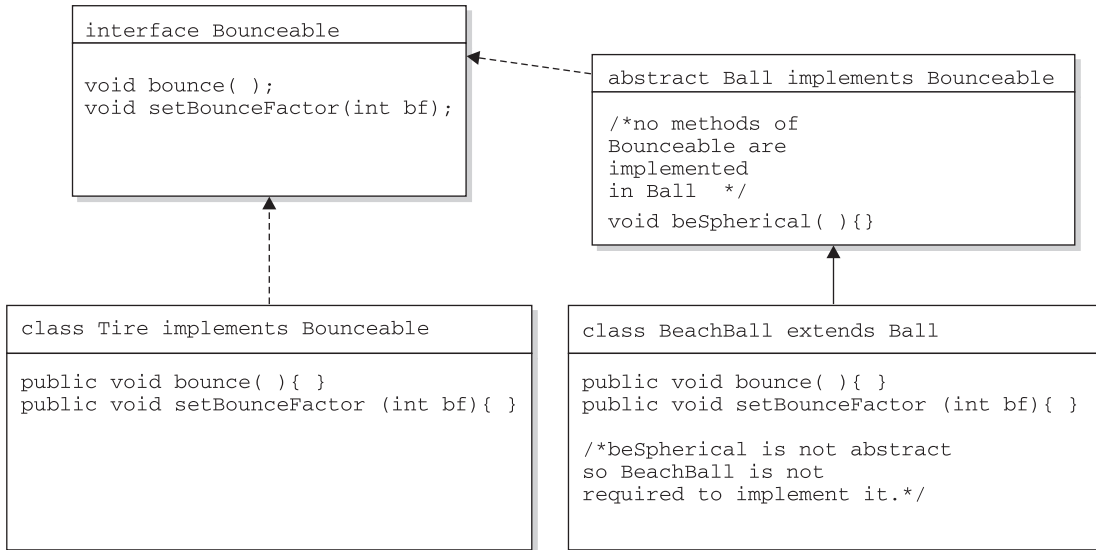 interface Bounceable
void bounce( );
void setBounceFactor(int bf);
abstract Ball implements Bounceable
/*no methods of
Bounceable are
implemented
in Ball  */
void beSpherical( ){}
class Tire implements Bounceable
public void bounce( ){ }
public void setBounceFactor (int bf){ }
class BeachBall extends Ball
public void bounce( ){ }
public void setBounceFactor (int bf){ }
/*beSpherical is not abstract
so BeachBall is not
required to implement it.*/